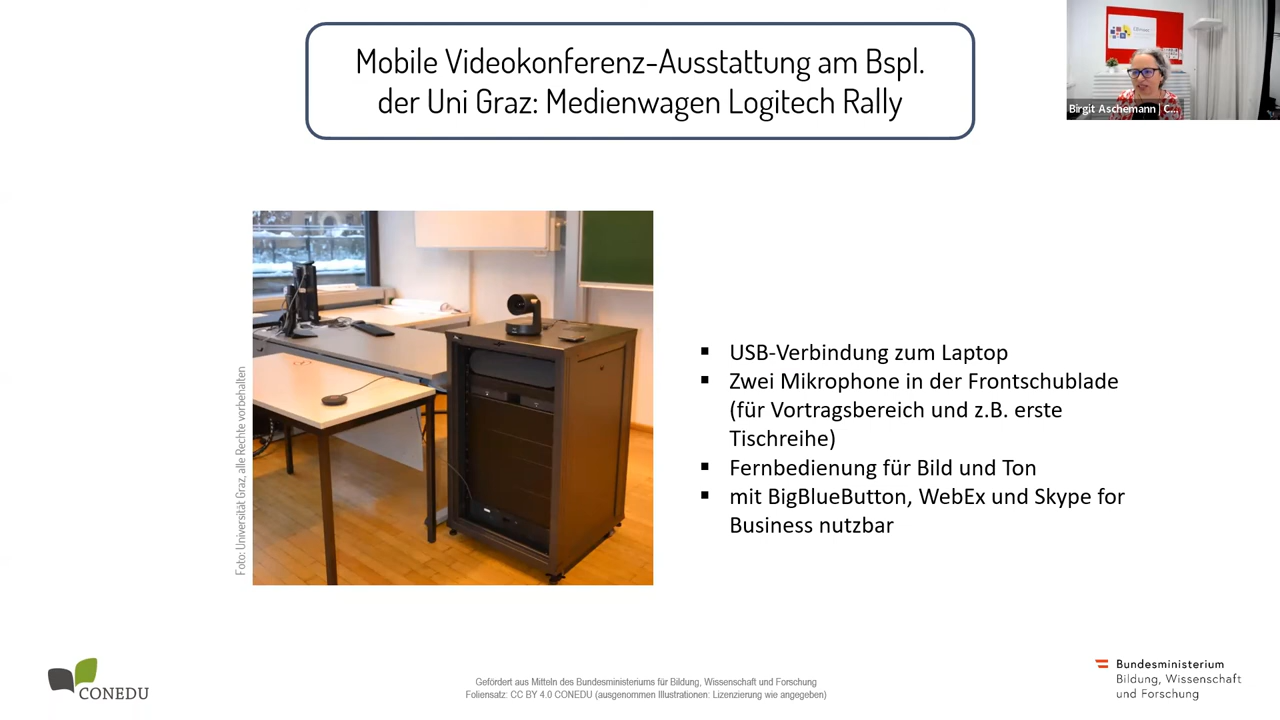 Mobile Videokonferenz-Ausstattung am Bspl.
der Uni Graz: Medienwagen Logitech Rally
Birgit Aschemann | C...
Foto: Universität Graz, alle Rechte vorbehalten
▪ USB-Verbindung zum Laptop
▪ Zwei Mikrophone in der Frontschublade
(für Vortragsbereich und z.B. erste
Tischreihe)
▪ Fernbedienung für Bild und Ton
▪ mit BigBlueButton, WebEx und Skype for
Business nutzbar
CONEDU
Gefördert aus Mitteln des Bundesministeriums für Bildung, Wissenschaft und Forschung
Foliensatz: CC BY 4.0 CONEDU (ausgenommen Illustrationen: Lizenzierung wie angegeben)
Bundesministerium
Bildung, Wissenschaft
und Forschung